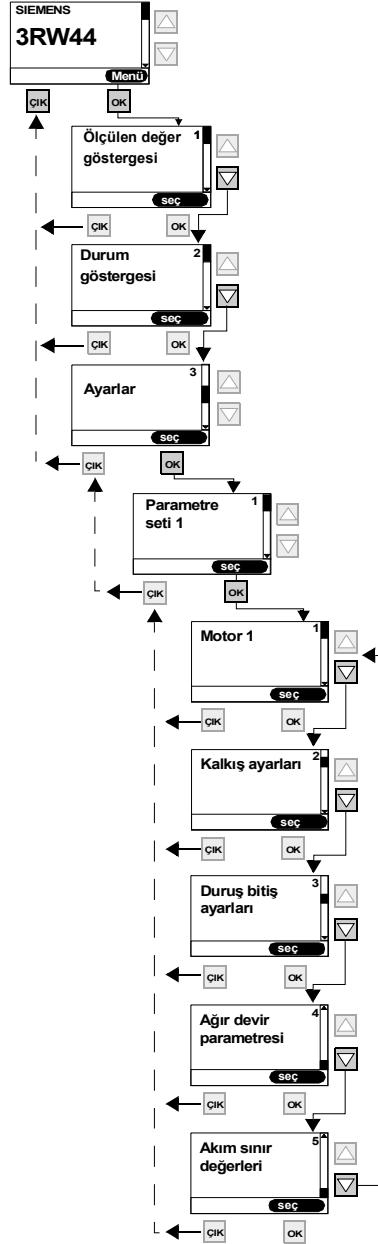 SIEMENS
3RW44
Menü
ÇIK OK
Ölçülen değer 1
göstergesi
seç
ÇIK OK
Durum 2
göstergesi
seç
ÇIK OK
3
Ayarlar
seç
ÇIK OK
Parametre 1
seti 1
seç
ÇIK OK
Motor 1 1
seç
ÇIK OK
Kalkış ayarları 2
seç
ÇIK OK
Duruş bitiş 3
ayarları
seç
ÇIK OK
Ağır devir 4
parametresi
seç
ÇIK OK
Akım sınır 5
değerleri
seç
ÇIK OK